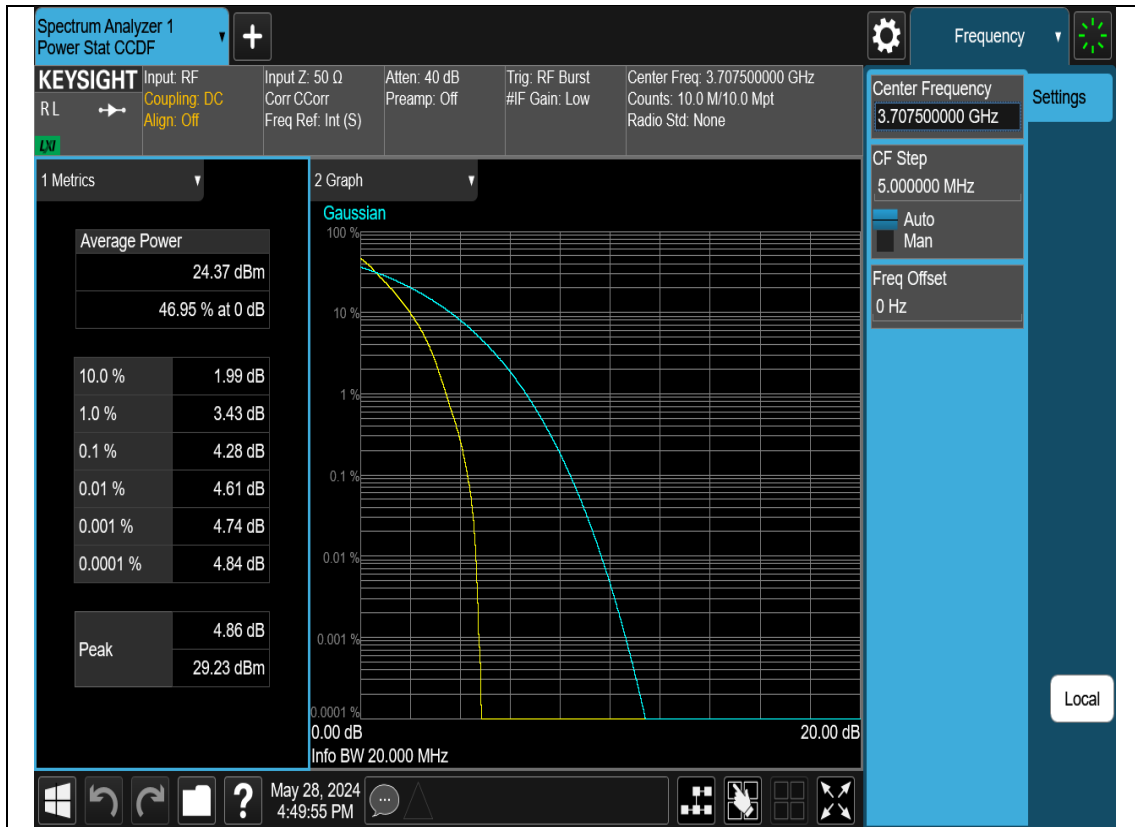 Spectrum Analyzer 1
Power Stat CCDF
Frequency
KEYSIGHT
RL
LXI
Input: RF
Coupling: DC
Align: Off
Input Z: 50 Ω
Corr CCorr
Freq Ref: Int (S)
Atten: 40 dB
Preamp: Off
Trig: RF Burst
#IF Gain: Low
Center Freq: 3.707500000 GHz
Counts: 10.0 M/10.0 Mpt
Radio Std: None
Center Frequency
3.707500000 GHz
Settings
CF Step
5.000000 MHz
Auto
Man
Freq Offset
0 Hz
1 Metrics
Average Power
24.37 dBm
46.95 % at 0 dB
10.0 % 1.99 dB
1.0 % 3.43 dB
0.1 % 4.28 dB
0.01 % 4.61 dB
0.001 % 4.74 dB
0.0001 % 4.84 dB
Peak 4.86 dB
29.23 dBm
2 Graph
Gaussian
100 %
10 %
1 %
0.1 %
0.01 %
0.001 %
0.0001 %
0.00 dB 20.00 dB
Info BW 20.000 MHz
Local
?
May 28, 2024
4:49:55 PM